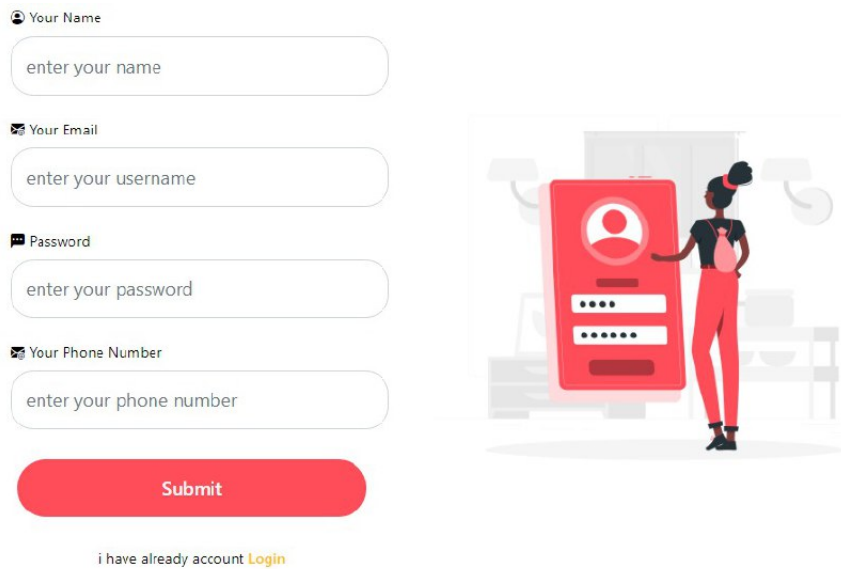 Your Name
enter your name
Your Email
enter your username
Password
enter your password
Your Phone Number
enter your phone number
Submit
i have already account Login